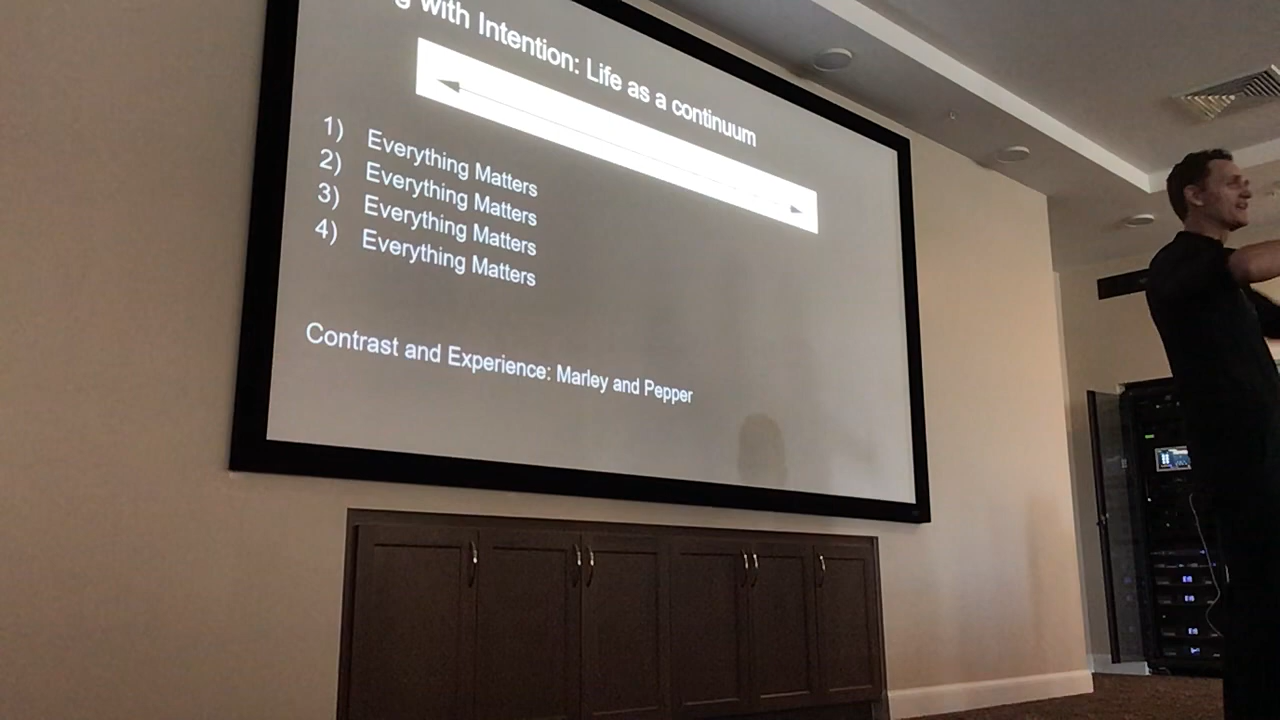 g with Intention: Life as a continuum
1) Everything Matters
2) Everything Matters
3) Everything Matters
4) Everything Matters
Contrast and Experience: Marley and Pepper